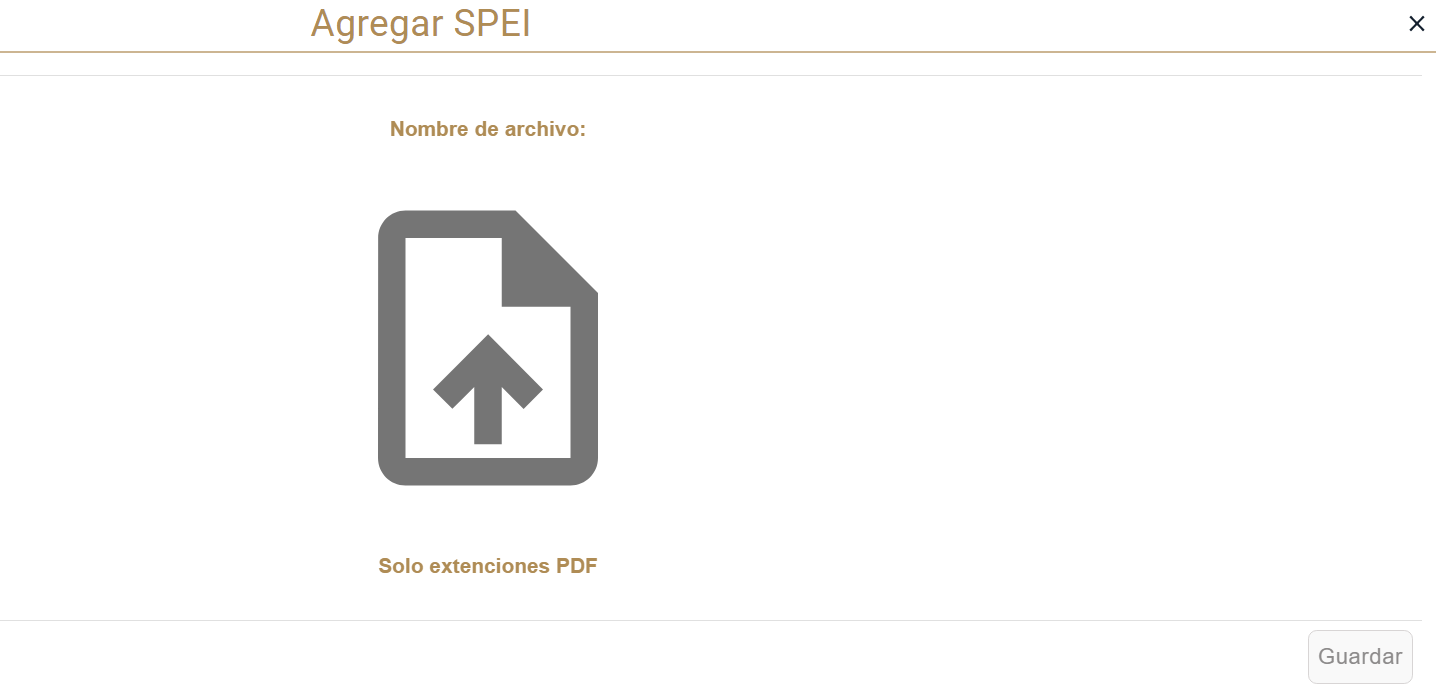 Agregar SPEI
Nombre de archivo:
Solo extenciones PDF
Guardar